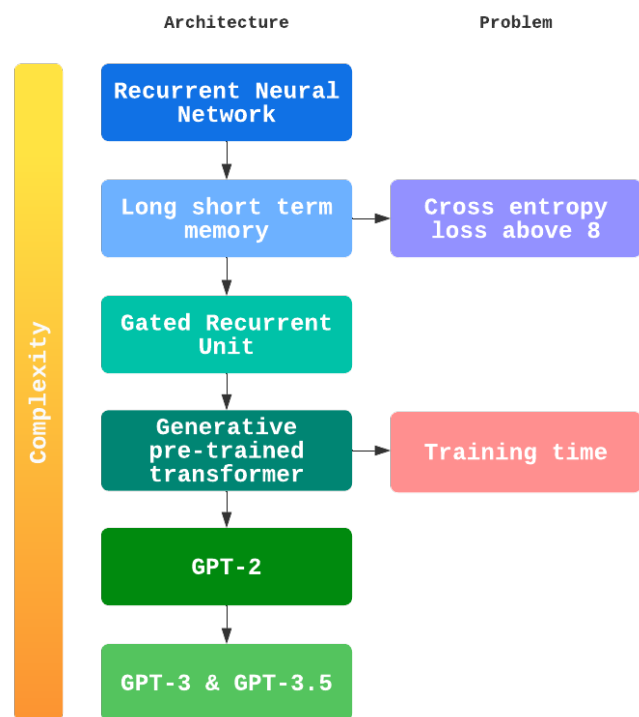 Architecture
Problem
Recurrent Neural
Network
Long short term
memory
Cross entropy
loss above 8
Gated Recurrent
Unit
Complexity
Generative
pre-trained
transformer
Training time
GPT-2
GPT-3 & GPT-3.5